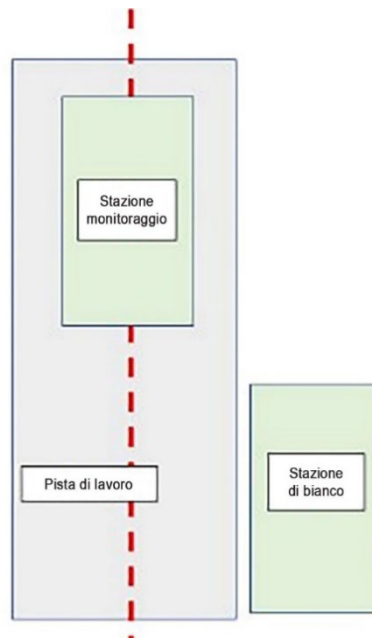 Stazione
monitoraggio
Pista di lavoro
Stazione
di bianco